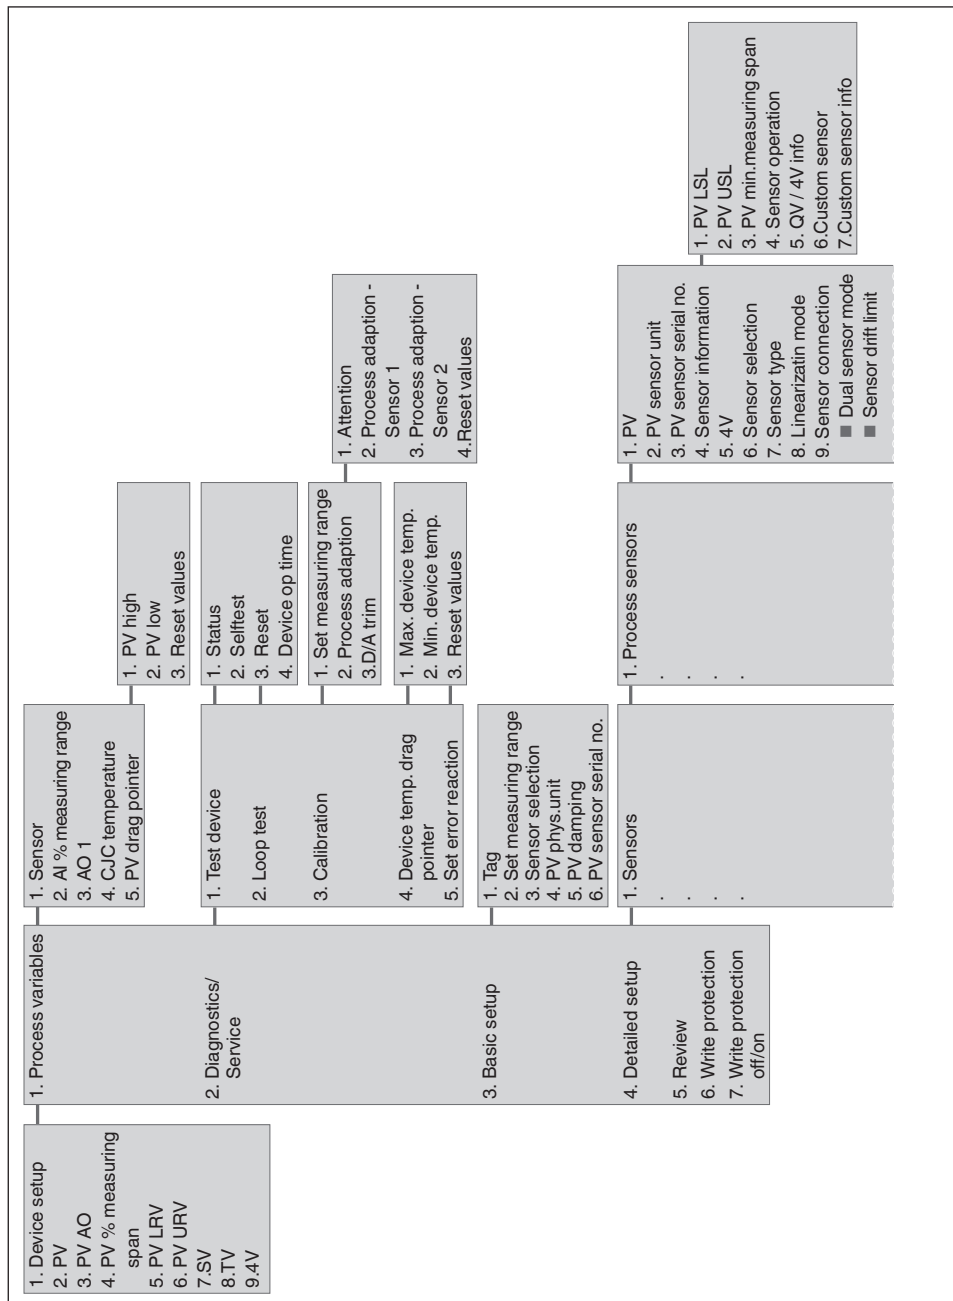 1. Device setup
2. PV
3. PV AO
4. PV % measuring
span
5. PV LRV
6. PV URV
7.SV
8.TV
9.4V
1. Process variables
2. Diagnostics/
Service
3. Basic setup
4. Detailed setup
5. Review
6. Write protection
7. Write protection
off/on
1. Sensor
2. AI % measuring range
3. AO 1
4. CJC temperature
5. PV drag pointer
1. PV high
2. PV low
3. Reset values
1. Test device
2. Loop test
3. Calibration
4. Device temp. drag
pointer
5. Set error reaction
1. Status
2. Selftest
3. Reset
4. Device op time
1. Set measuring range
2. Process adaption
3.D/A trim
1. Attention
2. Process adaption -
Sensor 1
3. Process adaption -
Sensor 2
4.Reset values
1. Max. device temp.
2. Min. device temp.
3. Reset values
1. Tag
2. Set measuring range
3. Sensor selection
4. PV phys.unit
5. PV damping
6. PV sensor serial no.
1. Sensors
.
.
.
.
1. Process sensors
.
.
.
.
1. PV
2. PV sensor unit
3. PV sensor serial no.
4. Sensor information
5. 4V
6. Sensor selection
7. Sensor type
8. Linearizatin mode
9. Sensor connection
■ Dual sensor mode
■ Sensor drift limit
1. PV LSL
2. PV USL
3. PV min.measuring span
4. Sensor operation
5. QV / 4V info
6.Custom sensor
7.Custom sensor info